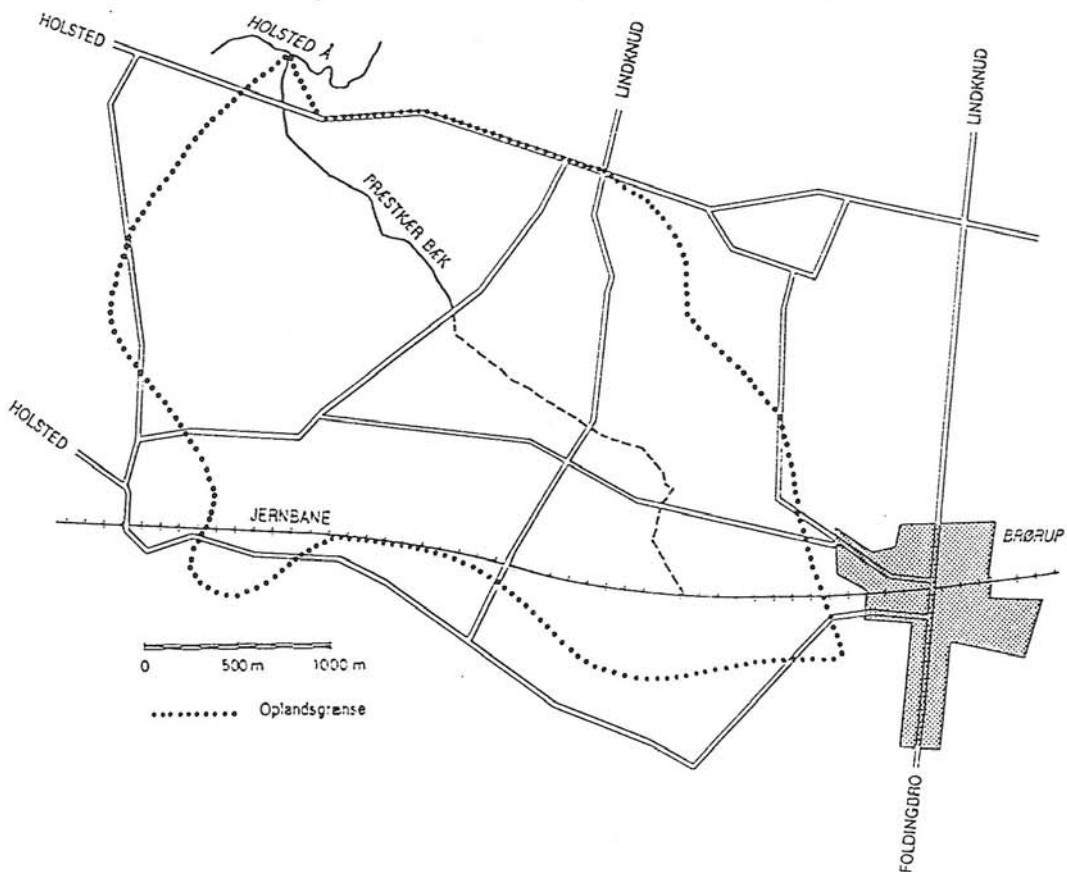 HOLSTED
HOLSTED Å
LINDKNUD
LINDKNUD
PRÆSTKÆR BÆK
HOLSTED
JERNBANE
BRØRUP
0 500 m 1000 m
Oplandsgrænse
FOLDINGBRO